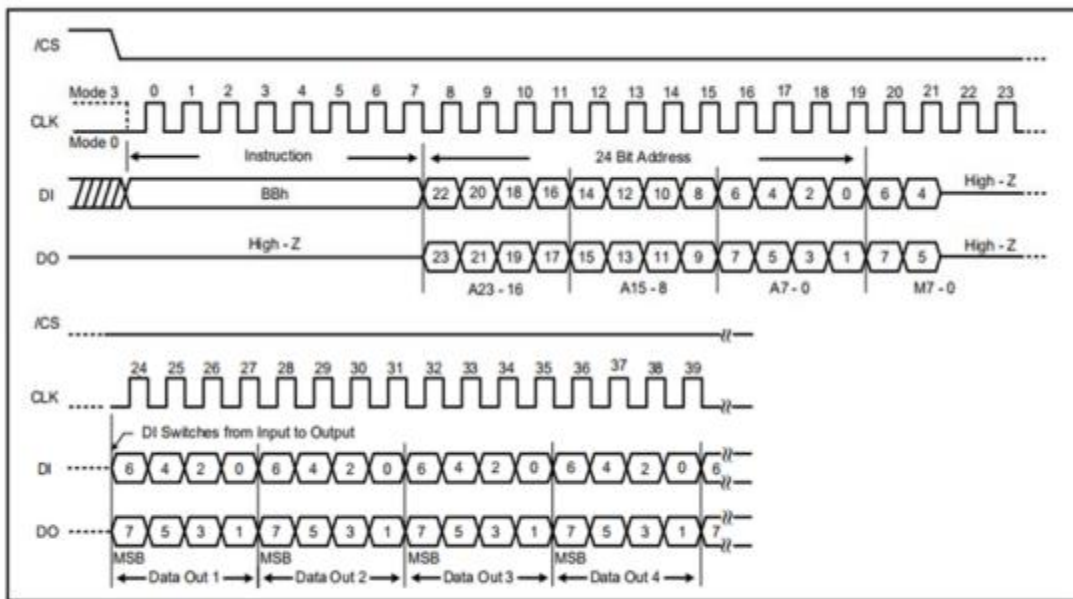 /CS
Mode 3 0 1 2 3 4 5 6 7 8 9 10 11 12 13 14 15 16 17 18 19 20 21 22 23
CLK
Mode 0
Instruction 24 Bit Address
DI BBh 22 20 18 16 14 12 10 8 6 4 2 0 6 4 High - Z
DO High - Z 23 21 19 17 15 13 11 9 7 5 3 1 7 5 High - Z
A23 - 16 A15 - 8 A7 - 0 M7 - 0
/CS
24 25 26 27 28 29 30 31 32 33 34 35 36 37 38 39
CLK
DI Switches from Input to Output
DI 6 4 2 0 6 4 2 0 6 4 2 0 6 4 2 0 6
DO 7 5 3 1 7 5 3 1 7 5 3 1 7 5 3 1 7
MSB MSB MSB MSB
Data Out 1 Data Out 2 Data Out 3 Data Out 4